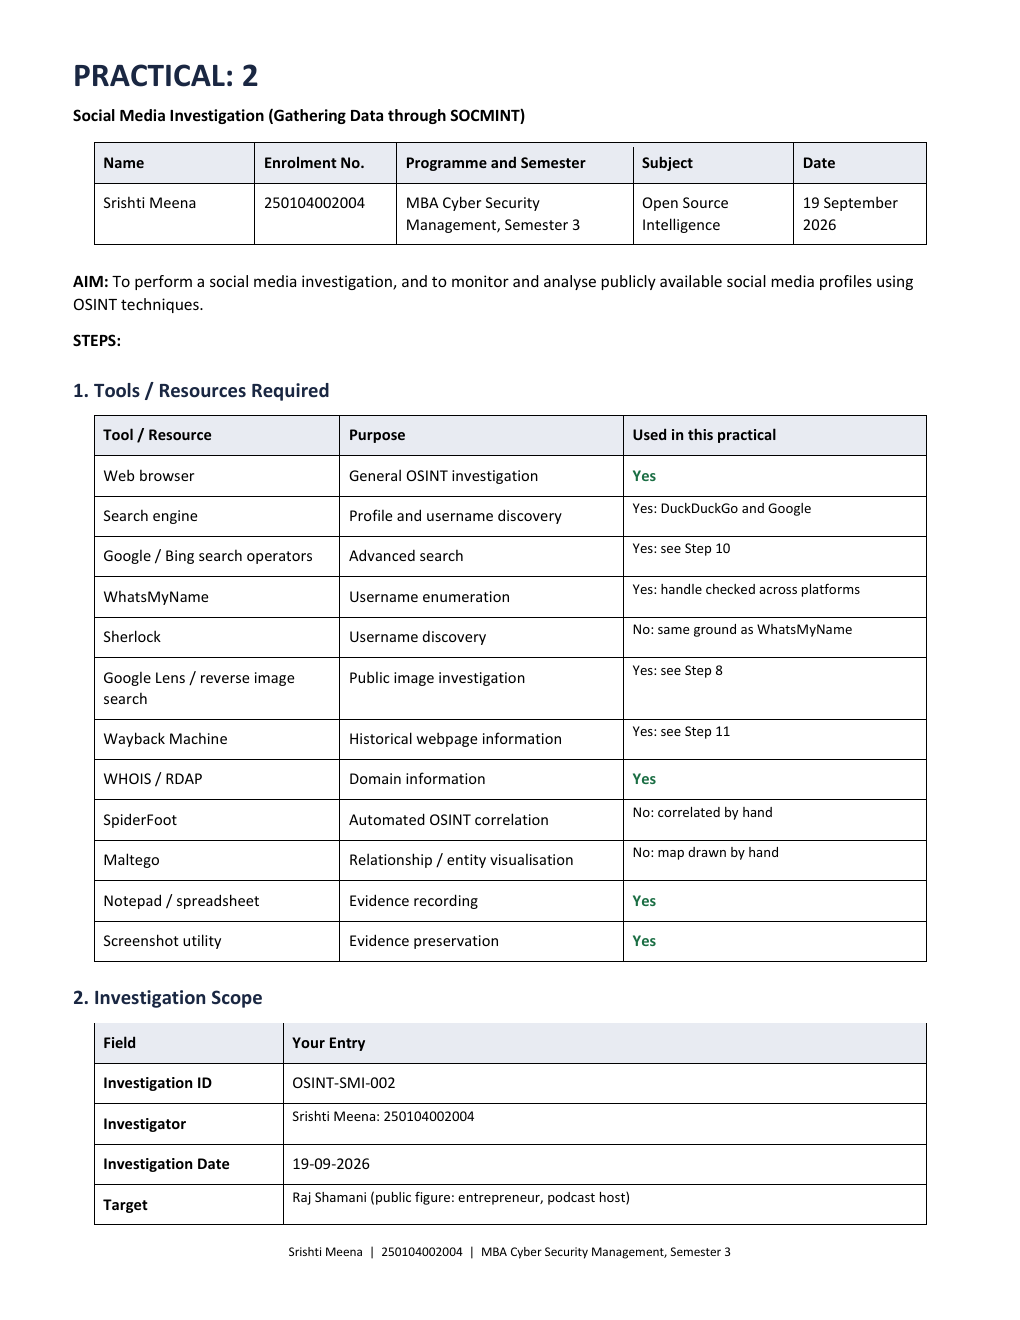 PRACTICAL: 2
Social Media Investigation (Gathering Data through SOCMINT)
Name Enrolment No. Programme and Semester Subject Date
Srishti Meena 250104002004 MBA Cyber Security Open Source 19 September
Management, Semester 3 Intelligence 2026
AIM: To perform a social media investigation, and to monitor and analyse publicly available social media profiles using
OSINT techniques.
STEPS:
1. Tools / Resources Required
Tool / Resource Purpose Used in this practical
Web browser General OSINT investigation Yes
Search engine Profile and username discovery Yes: DuckDuckGo and Google
Google / Bing search operators Advanced search Yes: see Step 10
WhatsMyName Username enumeration Yes: handle checked across platforms
Sherlock Username discovery No: same ground as WhatsMyName
Google Lens / reverse image Public image investigation Yes: see Step 8
search
Wayback Machine Historical webpage information Yes: see Step 11
WHOIS / RDAP Domain information Yes
SpiderFoot Automated OSINT correlation No: correlated by hand
Maltego Relationship / entity visualisation No: map drawn by hand
Notepad / spreadsheet Evidence recording Yes
Screenshot utility Evidence preservation Yes
2. Investigation Scope
Field Your Entry
Investigation ID OSINT-SMI-002
Investigator Srishti Meena: 250104002004
Investigation Date 19-09-2026
Target Raj Shamani (public figure: entrepreneur, podcast host)
Srishti Meena | 250104002004 | MBA Cyber Security Management, Semester 3